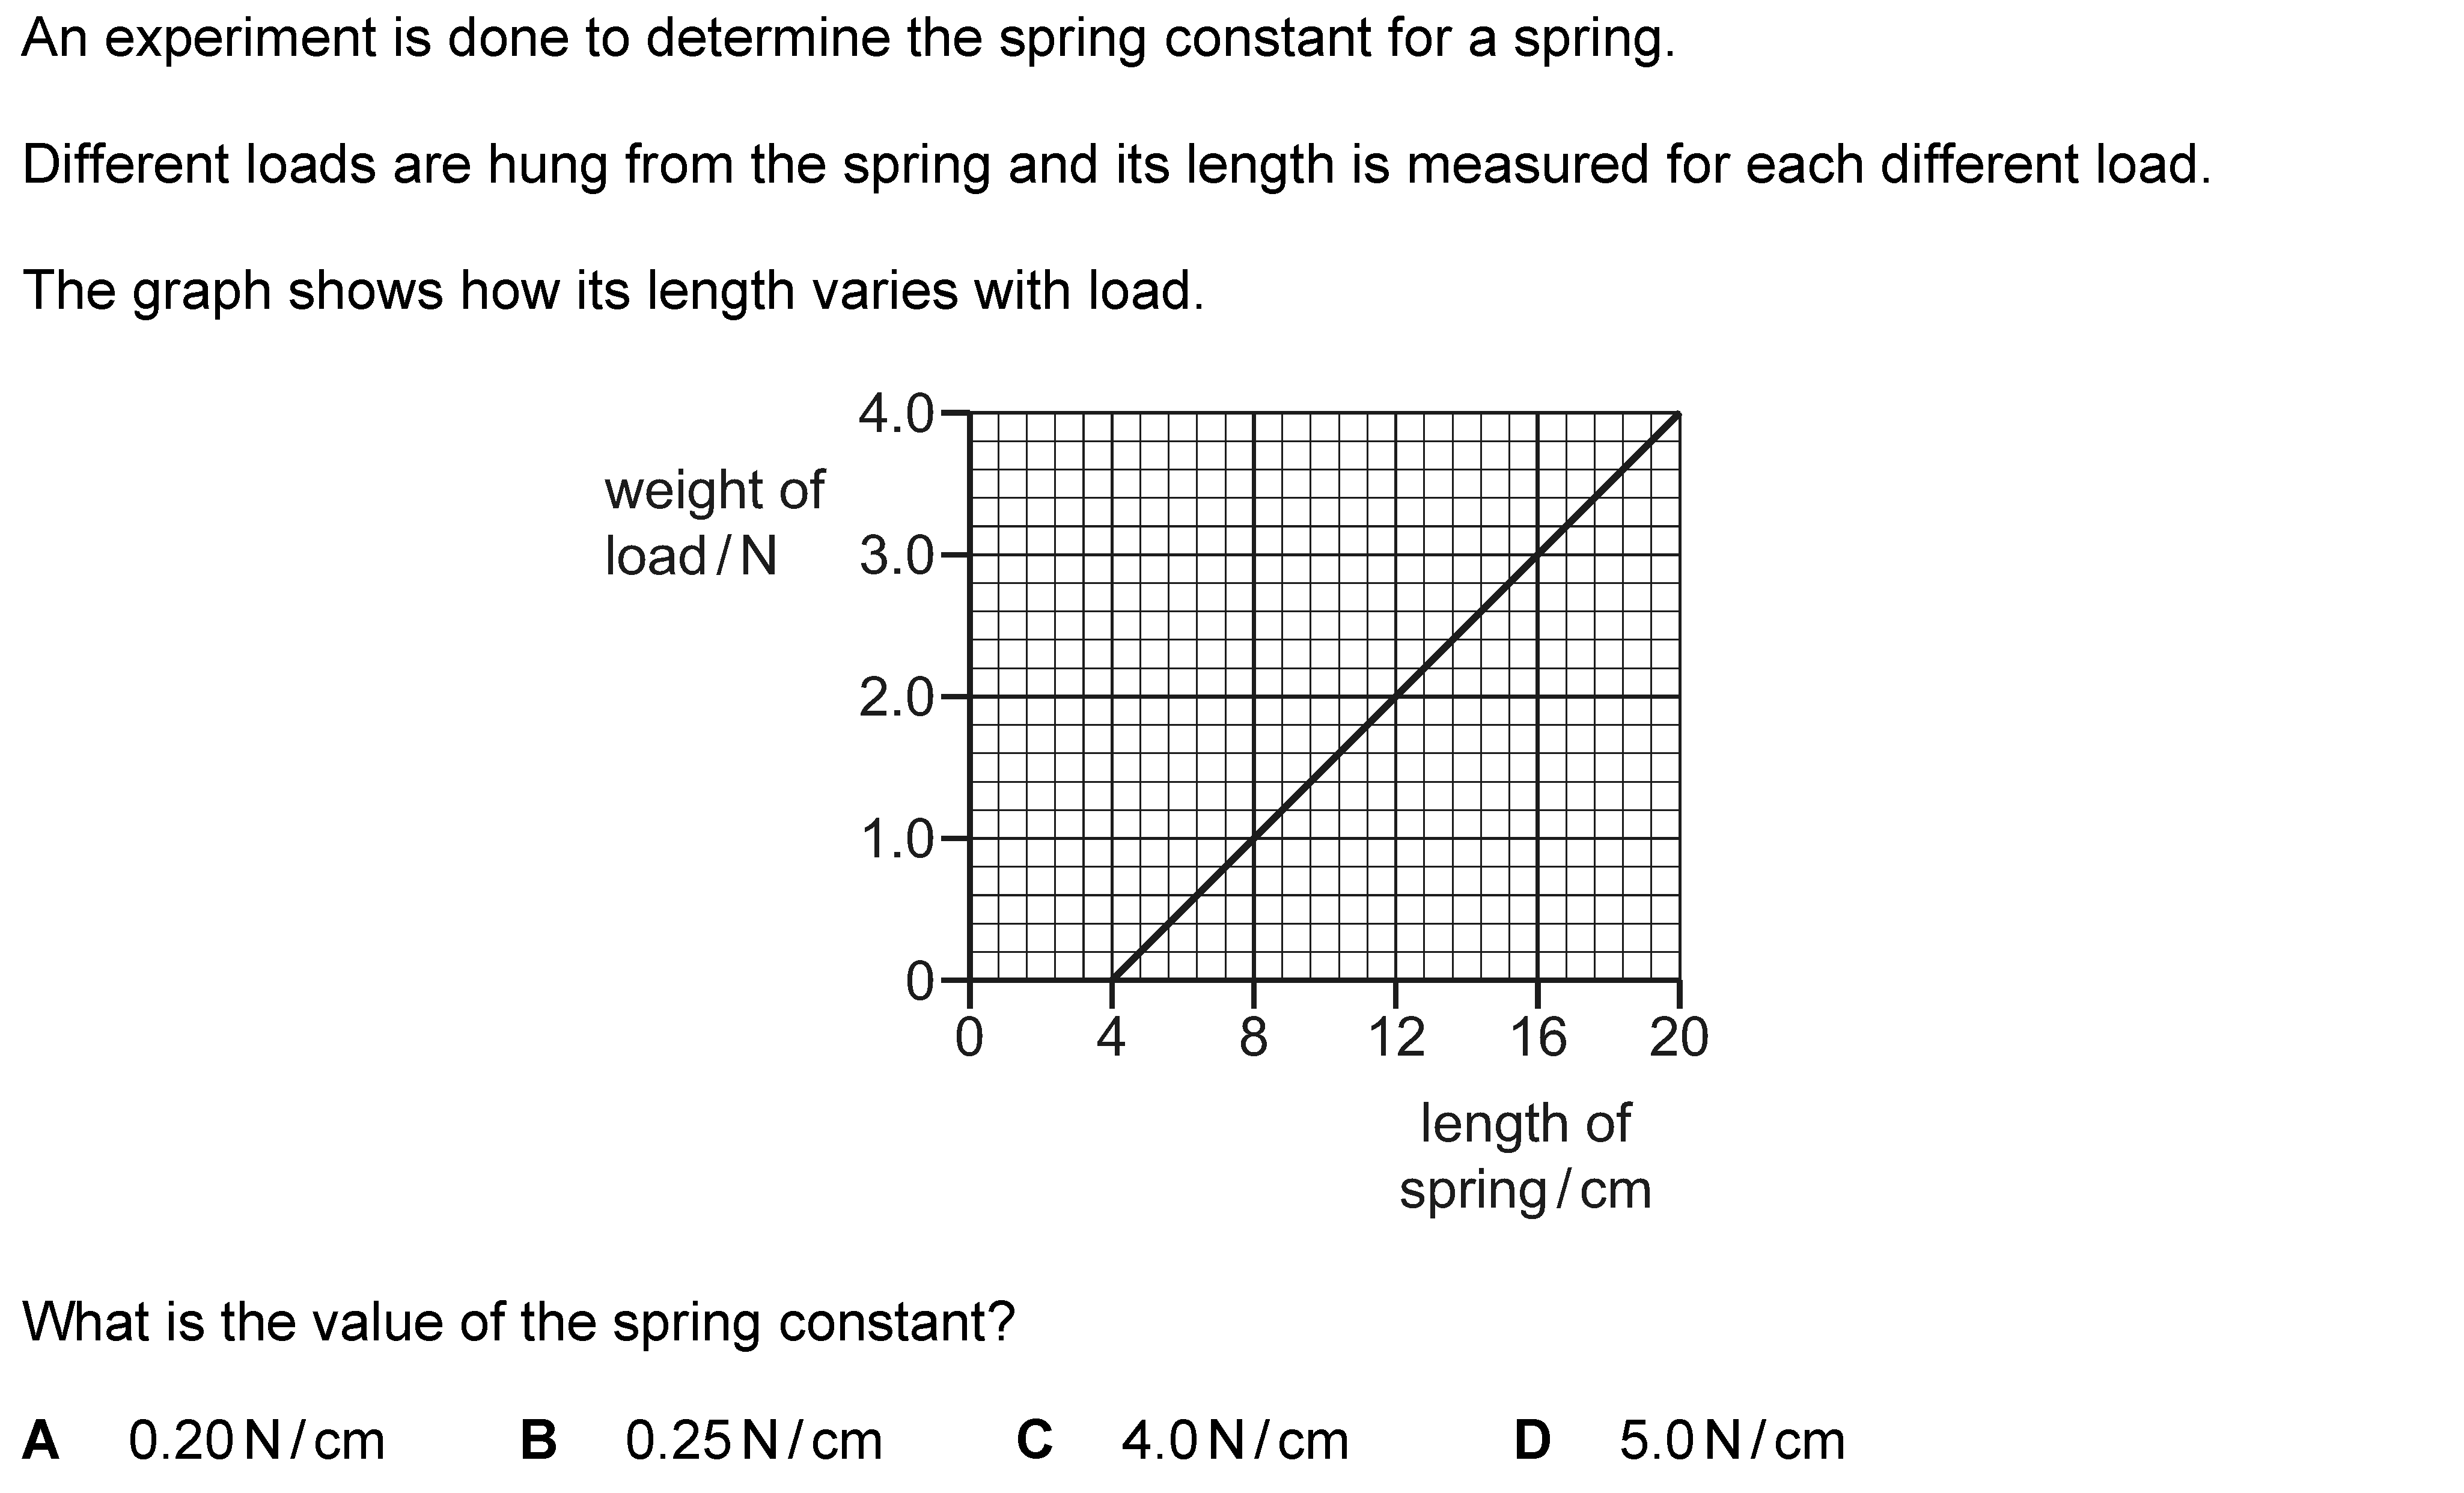 An experiment is done to determine the spring constant for a spring.
Different loads are hung from the spring and its length is measured for each different load.
The graph shows how its length varies with load.
4.0
weight of
load / N
3.0
2.0
1.0
0
0 4 8 12 16 20
length of
spring / cm
What is the value of the spring constant?
A 0.20 N / cm B 0.25 N / cm C 4.0 N / cm D 5.0 N / cm